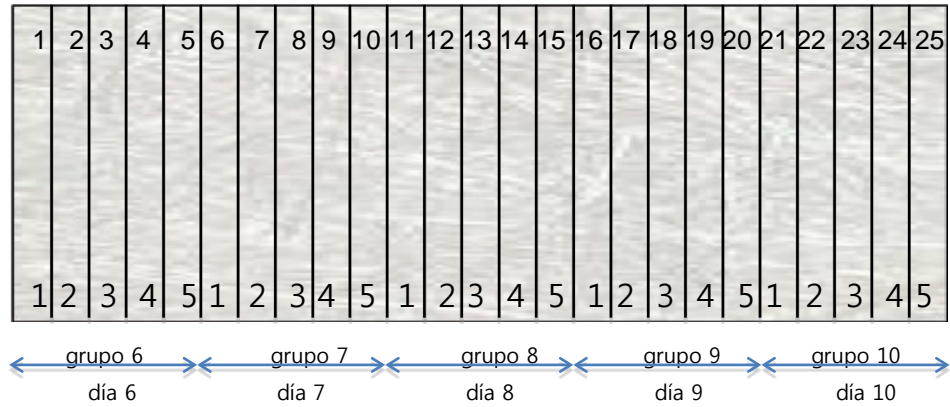 1 2 3 4 5 6 7 8 9 10 11 12 13 14 15 16 17 18 19 20 21 22 23 24 25
1 2 3 4 5 1 2 3 4 5 1 2 3 4 5 1 2 3 4 5 1 2 3 4 5
grupo 6 grupo 7 grupo 8 grupo 9 grupo 10
día 6 día 7 día 8 día 9 día 10